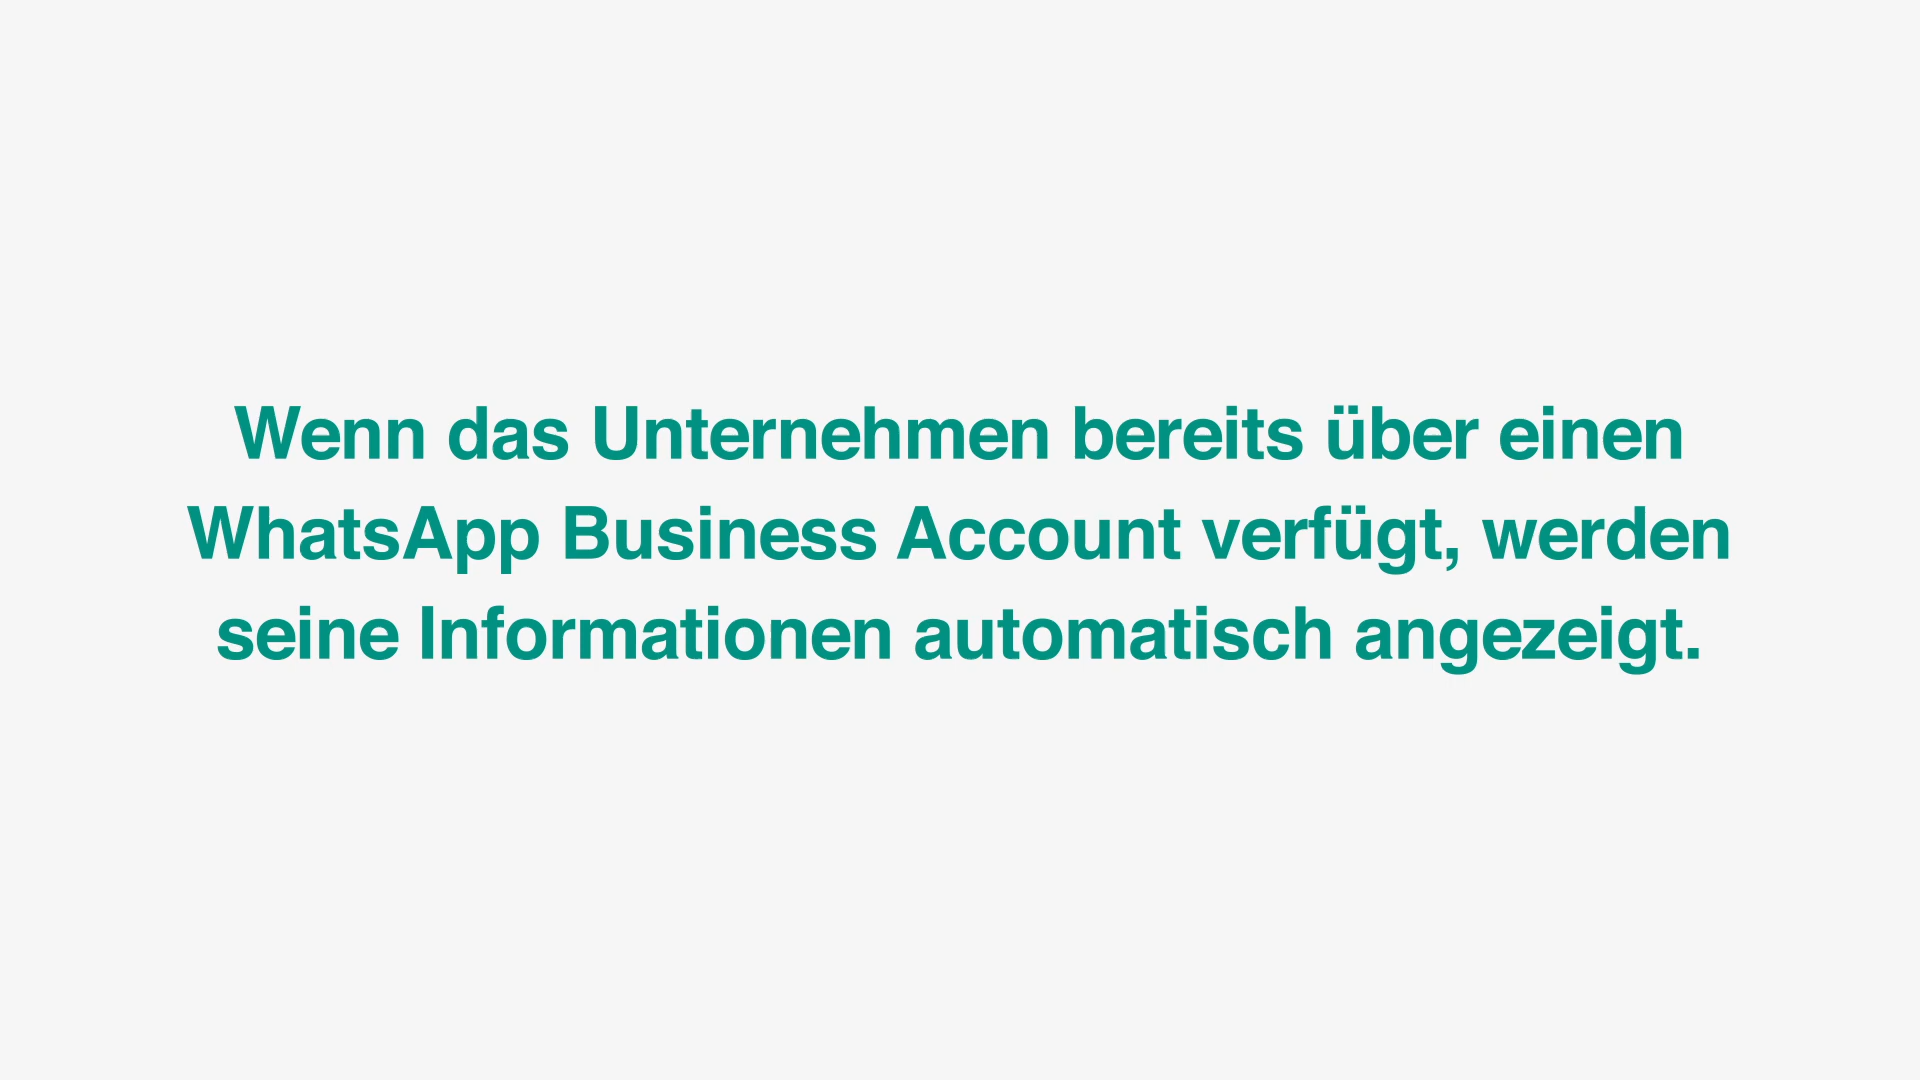 Wenn das Unternehmen bereits über einen
WhatsApp Business Account verfügt, werden
seine Informationen automatisch angezeigt.